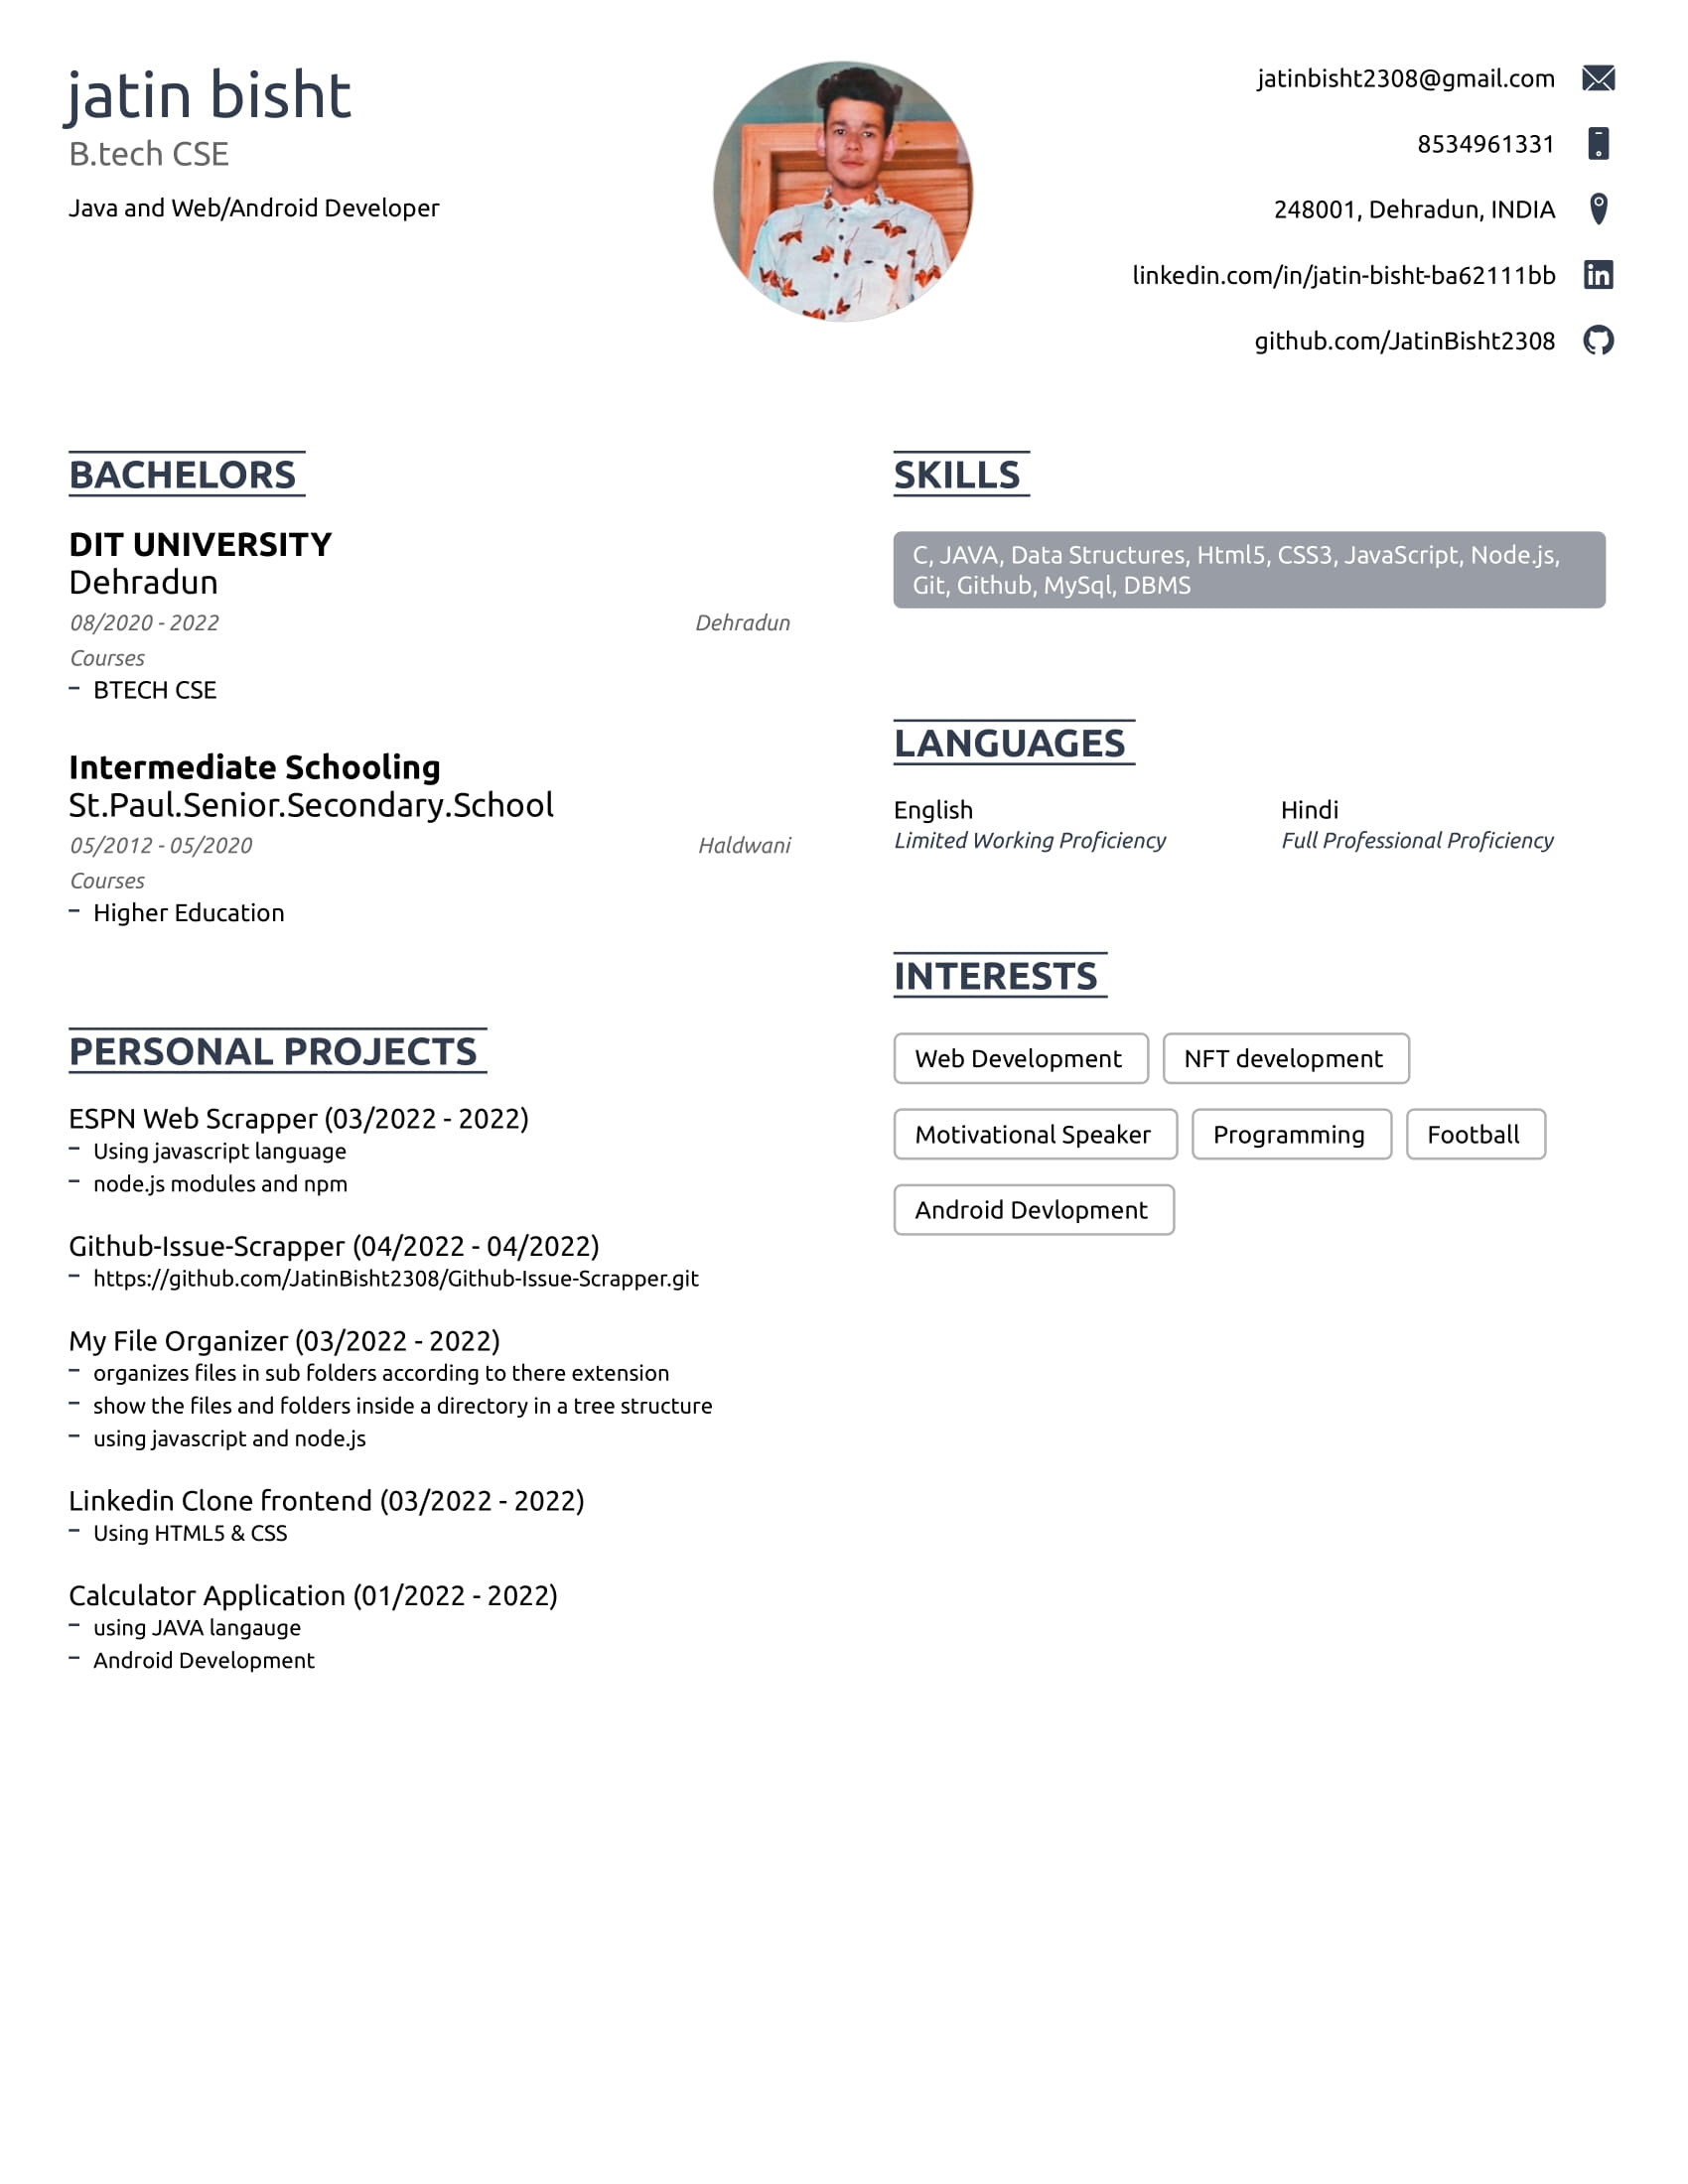 jatin bisht
B.tech CSE
Java and Web/Android Developer
jatinbisht2308@gmail.com
8534961331
248001, Dehradun, INDIA
linkedin.com/in/jatin-bisht-ba62111bb
github.com/JatinBisht2308
BACHELORS
DIT UNIVERSITY
Dehradun
08/2020 - 2022 Dehradun
Courses
– BTECH CSE
Intermediate Schooling
St.Paul.Senior.Secondary.School
05/2012 - 05/2020 Haldwani
Courses
– Higher Education
PERSONAL PROJECTS
ESPN Web Scrapper (03/2022 - 2022)
– Using javascript language
– node.js modules and npm
Github-Issue-Scrapper (04/2022 - 04/2022)
– https://github.com/JatinBisht2308/Github-Issue-Scrapper.git
My File Organizer (03/2022 - 2022)
– organizes files in sub folders according to there extension
– show the files and folders inside a directory in a tree structure
– using javascript and node.js
Linkedin Clone frontend (03/2022 - 2022)
– Using HTML5 & CSS
Calculator Application (01/2022 - 2022)
– using JAVA langauge
– Android Development
SKILLS
C, JAVA, Data Structures, Html5, CSS3, JavaScript, Node.js,
Git, Github, MySql, DBMS
LANGUAGES
English Hindi
Limited Working Proficiency Full Professional Proficiency
INTERESTS
Web Development NFT development
Motivational Speaker Programming Football
Android Devlopment